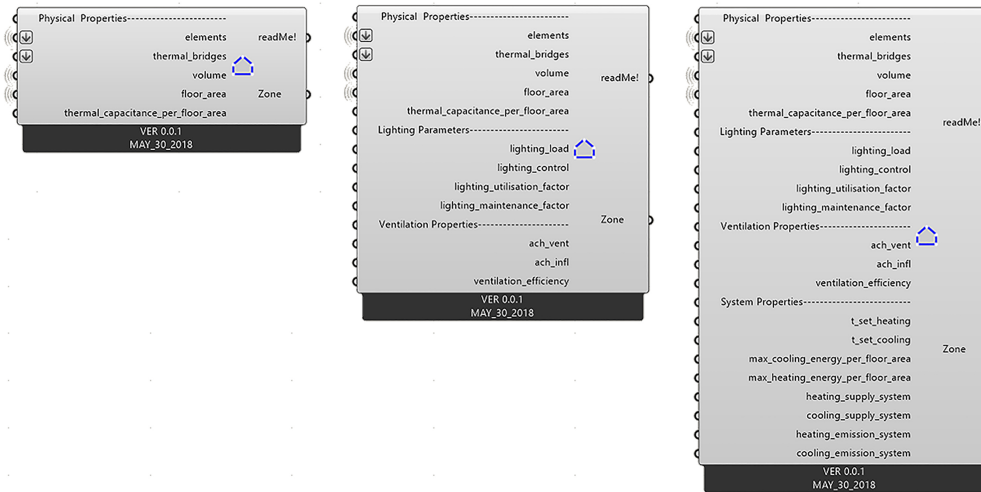 Physical Properties----------------------
elements
thermal_bridges
volume
floor_area
thermal_capacitance_per_floor_area
readMe!
Zone
VER 0.0.1
MAY_30_2018
Physical Properties----------------------
elements
thermal_bridges
volume
floor_area
thermal_capacitance_per_floor_area
Lighting Parameters----------------------
lighting_load
lighting_control
lighting_utilisation_factor
lighting_maintenance_factor
Ventilation Properties--------------------
ach_vent
ach_infl
ventilation_efficiency
readMe!
Zone
VER 0.0.1
MAY_30_2018
Physical Properties----------------------
elements
thermal_bridges
volume
floor_area
thermal_capacitance_per_floor_area
Lighting Parameters----------------------
lighting_load
lighting_control
lighting_utilisation_factor
lighting_maintenance_factor
Ventilation Properties--------------------
ach_vent
ach_infl
ventilation_efficiency
System Properties------------------------
t_set_heating
t_set_cooling
max_cooling_energy_per_floor_area
max_heating_energy_per_floor_area
heating_supply_system
cooling_supply_system
heating_emission_system
cooling_emission_system
readMe!
Zone
VER 0.0.1
MAY_30_2018